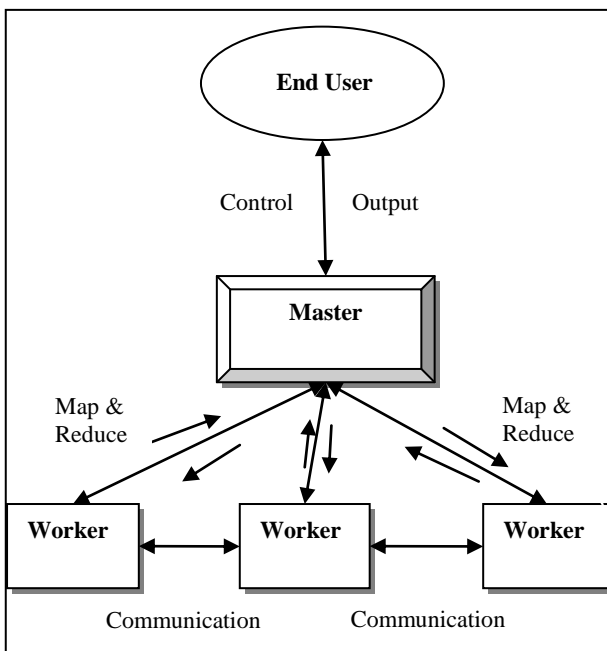 End User
Control
Output
Master
Map &
Reduce
Map &
Reduce
Worker
Worker
Worker
Communication
Communication